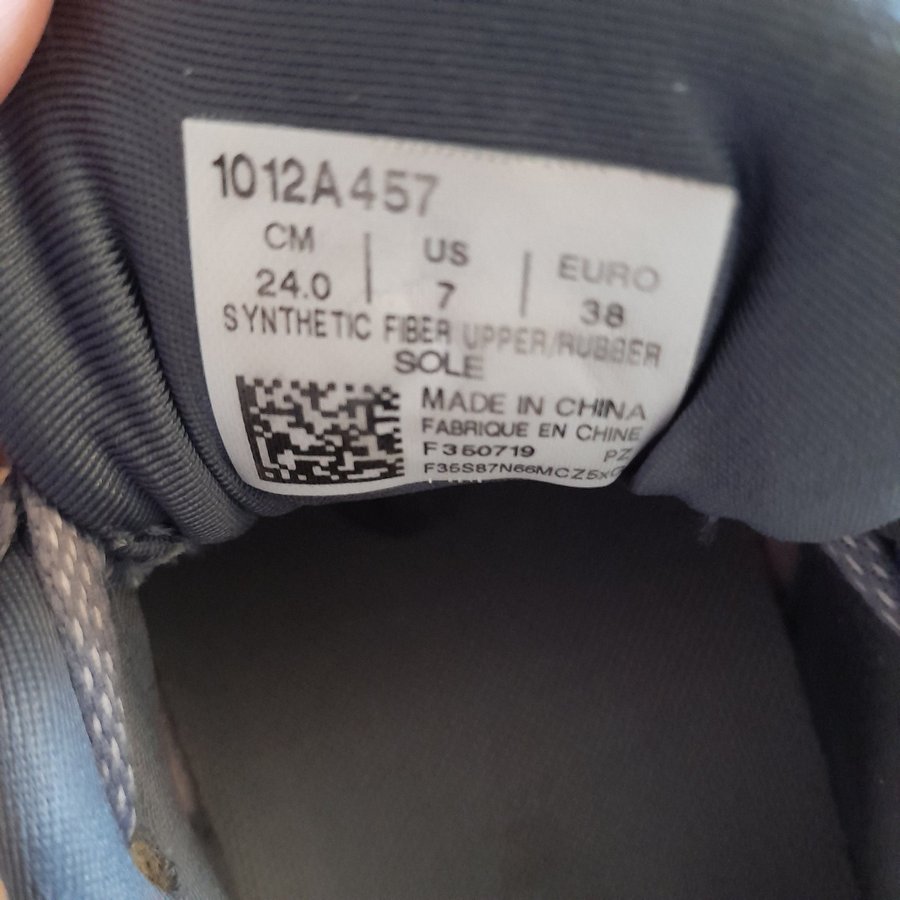 1012A457
CM US EURO
24.0 7 38
SYNTHETIC FIBER UPPER/RUBBER
SOLE
MADE IN CHINA
FABRIQUE EN CHINE
F350719 PZ